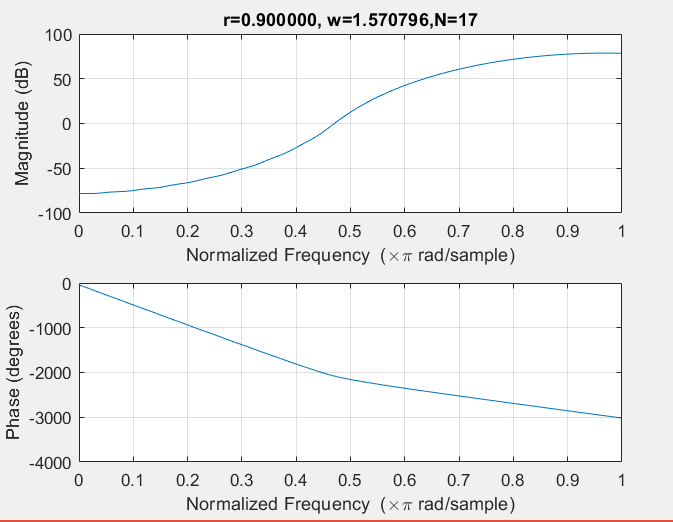 r=0.900000, w=1.570796,N=17
100
50
0
-50
-100
Magnitude (dB)
0 0.1 0.2 0.3 0.4 0.5 0.6 0.7 0.8 0.9 1
Normalized Frequency (×π rad/sample)
0
-1000
-2000
-3000
-4000
Phase (degrees)
0 0.1 0.2 0.3 0.4 0.5 0.6 0.7 0.8 0.9 1
Normalized Frequency (×π rad/sample)